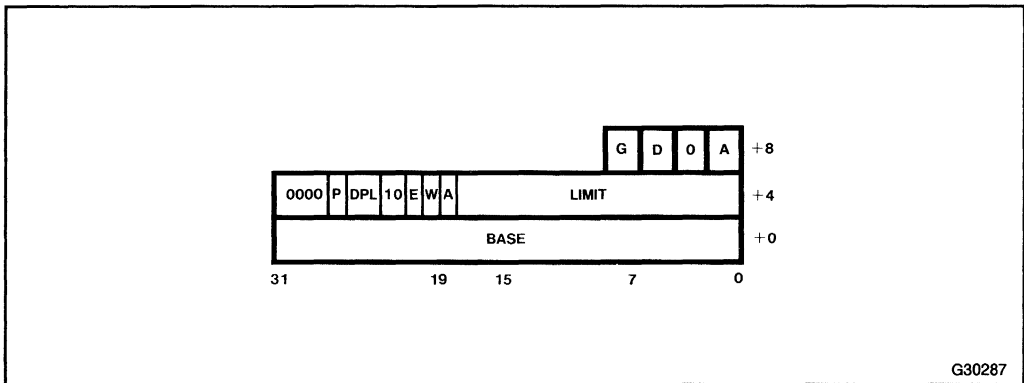 G D 0 A +8
0000 P DPL 10 E W A LIMIT +4
BASE +0
31 19 15 7 0
G30287